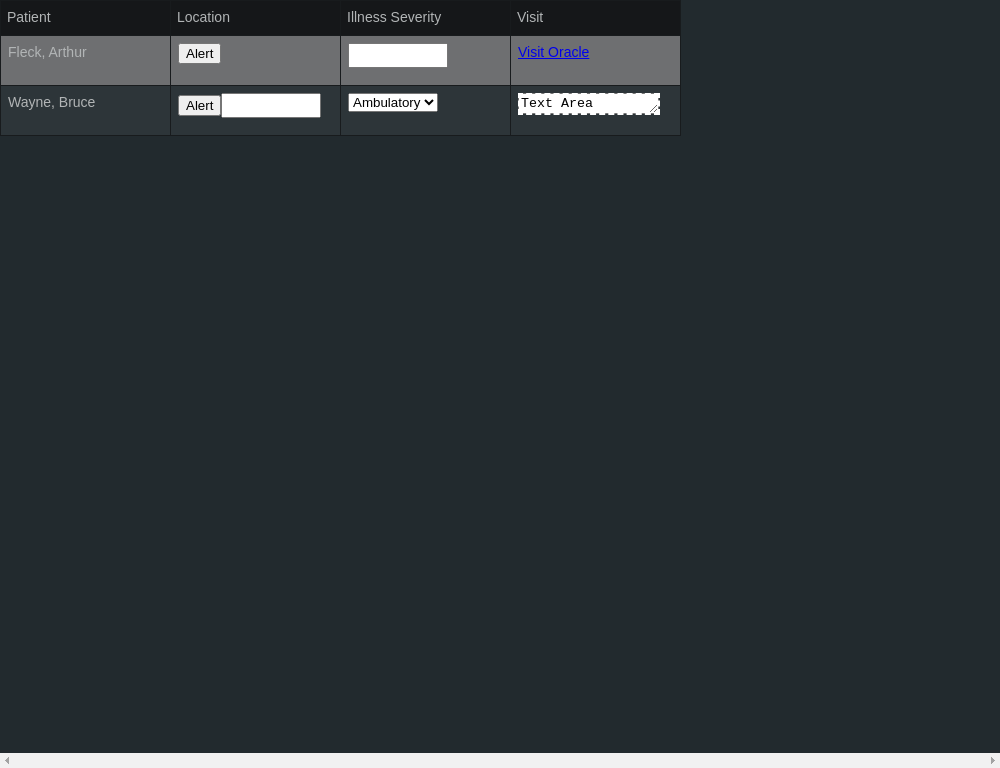 Patient Location Illness Severity Visit
Fleck, Arthur Alert Visit Oracle
Wayne, Bruce Alert Ambulatory Text Area